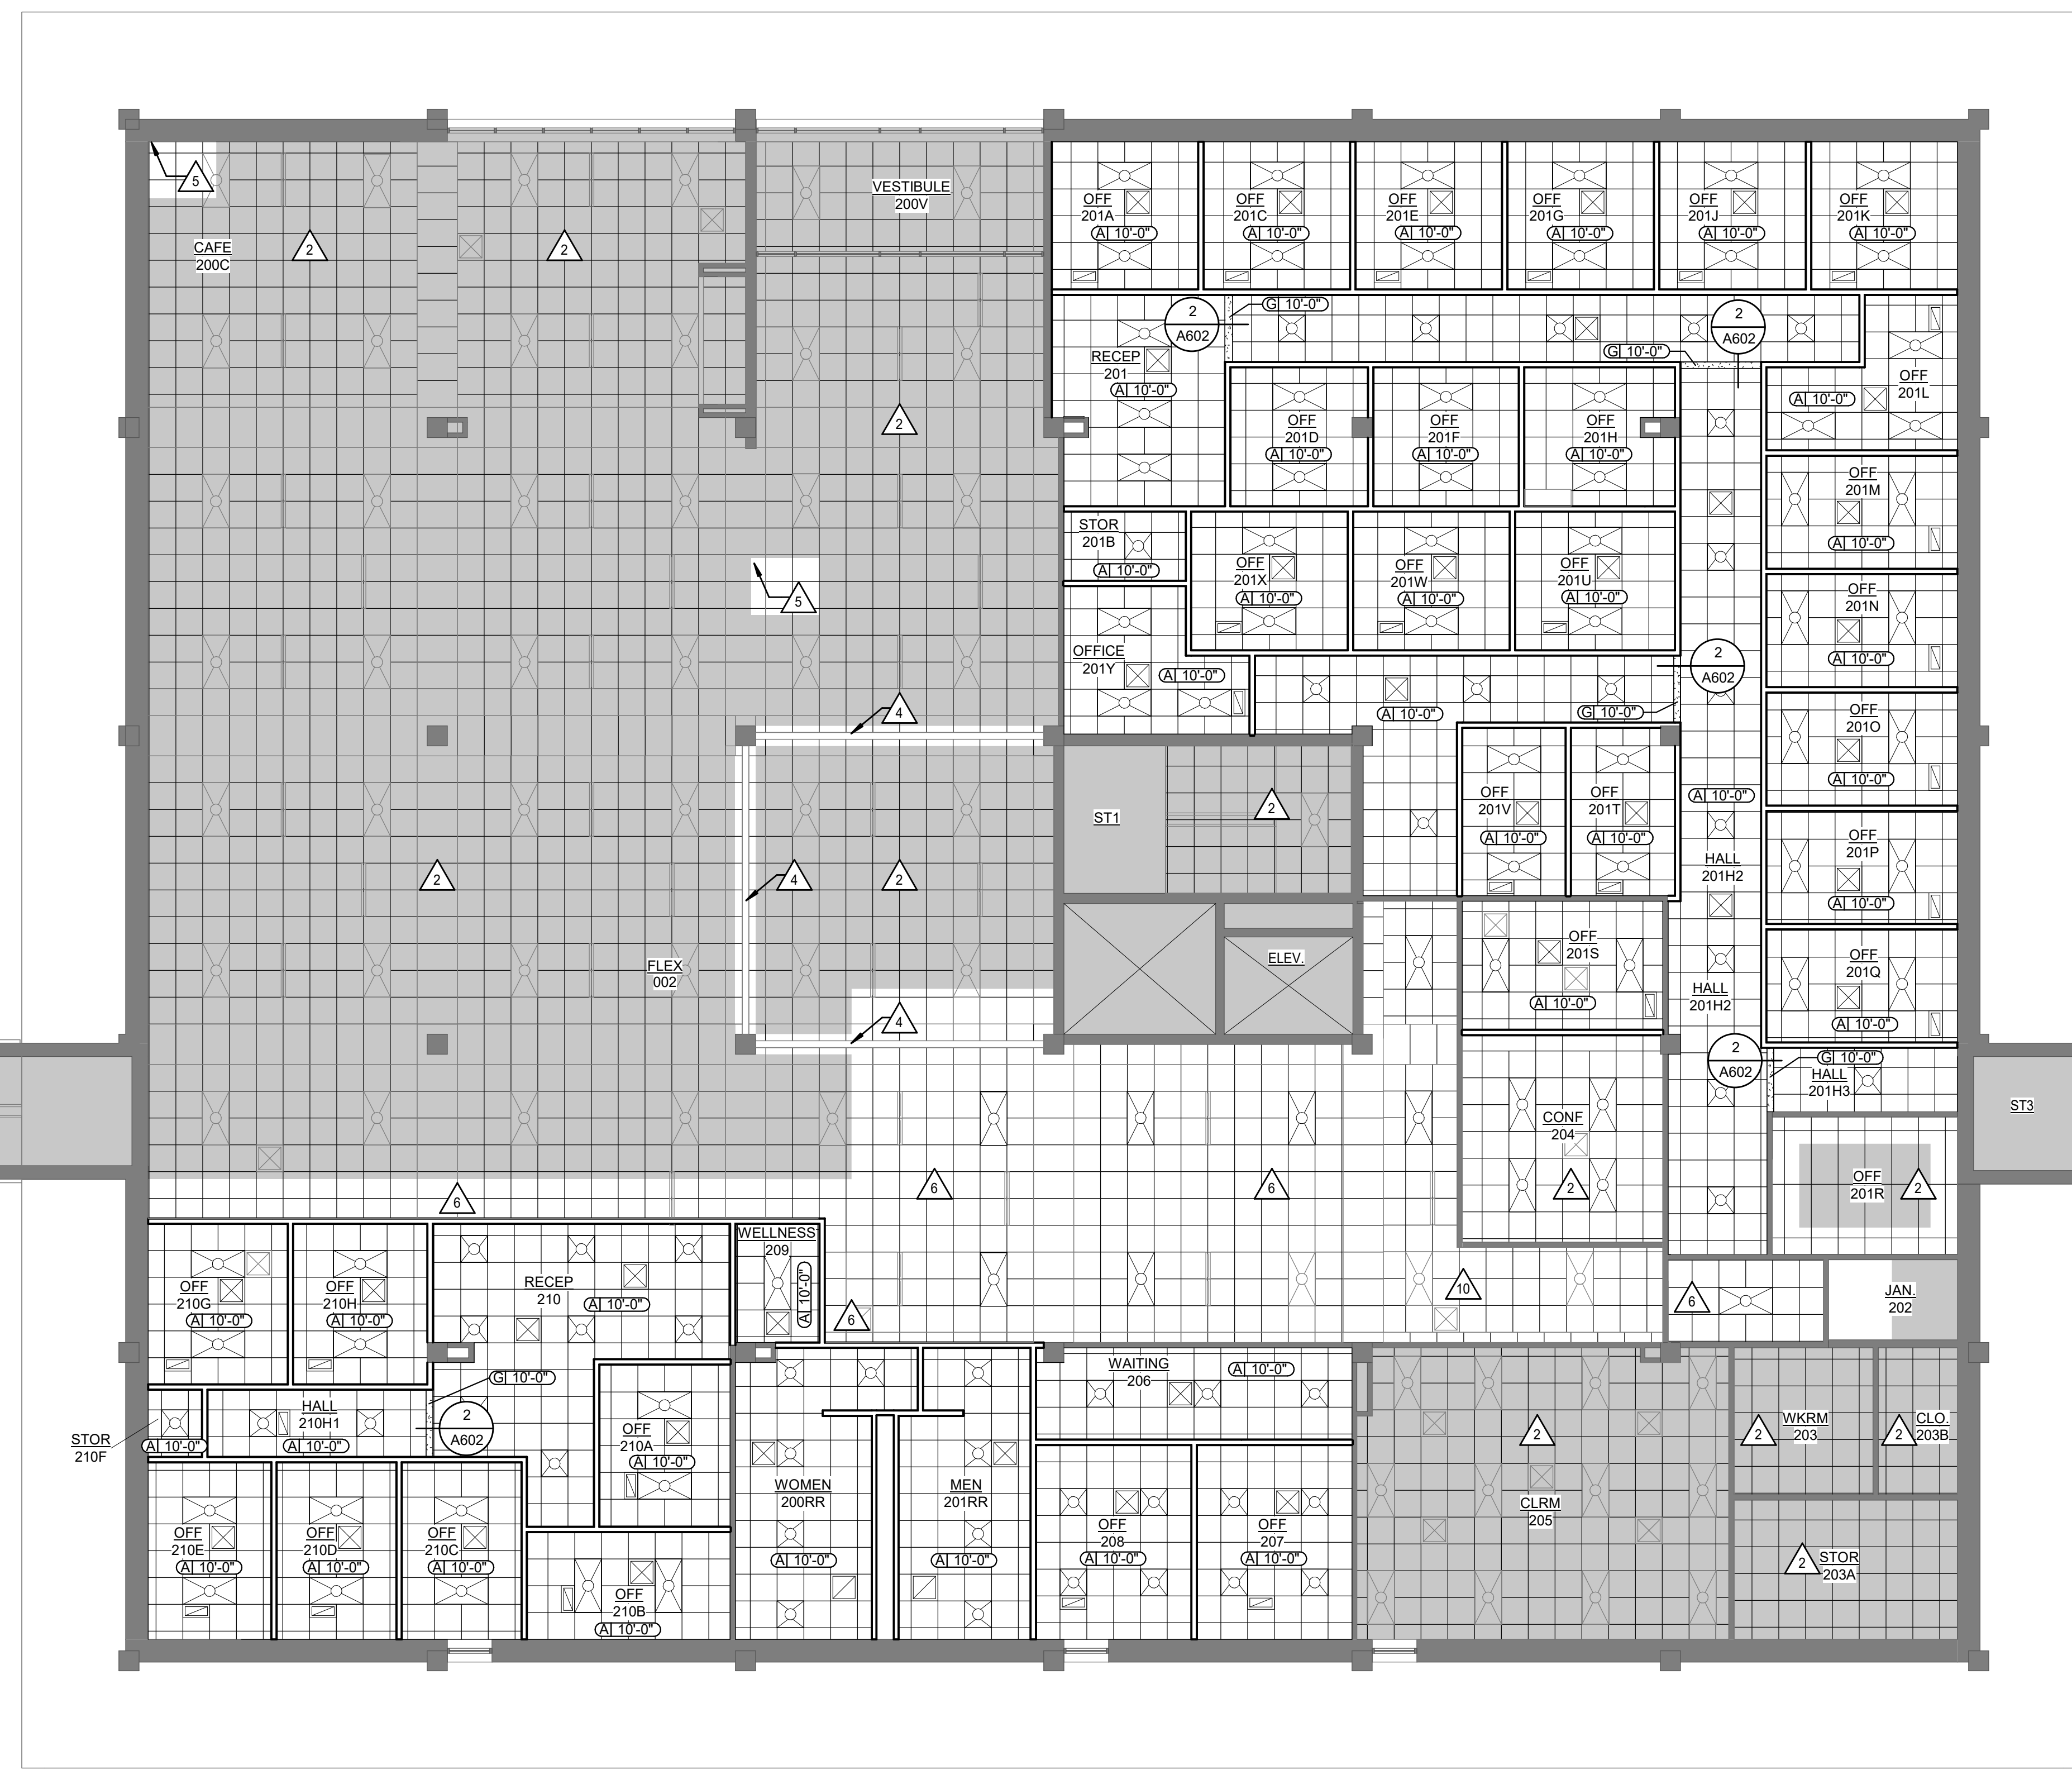 5
CAFE
200C
2
2
VESTIBULE
200V
2
OFF
201A
A 10'-0"
OFF
201C
A 10'-0"
OFF
201E
A 10'-0"
OFF
201G
A 10'-0"
OFF
201J
A 10'-0"
OFF
201K
A 10'-0"
2
A602
G 10'-0"
2
A602
G 10'-0"
RECEP
201
A 10'-0"
OFF
201L
A 10'-0"
OFF
201D
A 10'-0"
OFF
201F
A 10'-0"
OFF
201H
A 10'-0"
OFF
201M
A 10'-0"
STOR
201B
A 10'-0"
OFF
201X
A 10'-0"
OFF
201W
A 10'-0"
OFF
201U
A 10'-0"
OFF
201N
A 10'-0"
5
OFFICE
201Y
A 10'-0"
2
A602
G 10'-0"
A 10'-0"
4
OFF
201O
A 10'-0"
ST1
2
OFF
201V
A 10'-0"
OFF
201T
A 10'-0"
A 10'-0"
HALL
201H2
OFF
201P
A 10'-0"
2
4
2
FLEX
002
ELEV.
OFF
201S
A 10'-0"
HALL
201H2
OFF
201Q
A 10'-0"
4
2
A602
G 10'-0"
HALL
201H3
ST3
CONF
204
2
OFF
201R
2
6
6
6
WELLNESS
209
A 10'-0"
6
10
6
JAN.
202
OFF
210G
A 10'-0"
OFF
210H
A 10'-0"
RECEP
210
A 10'-0"
G 10'-0"
2
A602
HALL
210H1
A 10'-0"
STOR
210F
A 10'-0"
OFF
210A
A 10'-0"
WAITING
206
A 10'-0"
WOMEN
200RR
A 10'-0"
MEN
201RR
A 10'-0"
2
CLRM
205
2
WKRM
203
2
CLO.
203B
OFF
210E
A 10'-0"
OFF
210D
A 10'-0"
OFF
210C
A 10'-0"
OFF
210B
A 10'-0"
OFF
208
A 10'-0"
OFF
207
A 10'-0"
2
STOR
203A